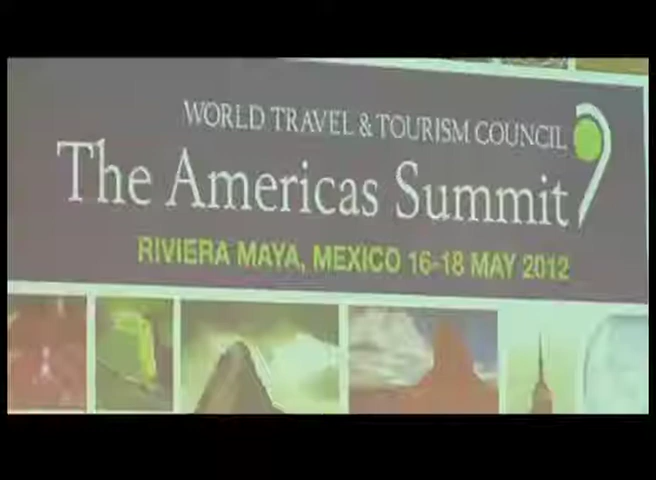 WORLD TRAVEL & TOURISM COUNCIL
The Americas Summit
RIVIERA MAYA, MEXICO 16-18 MAY 2012